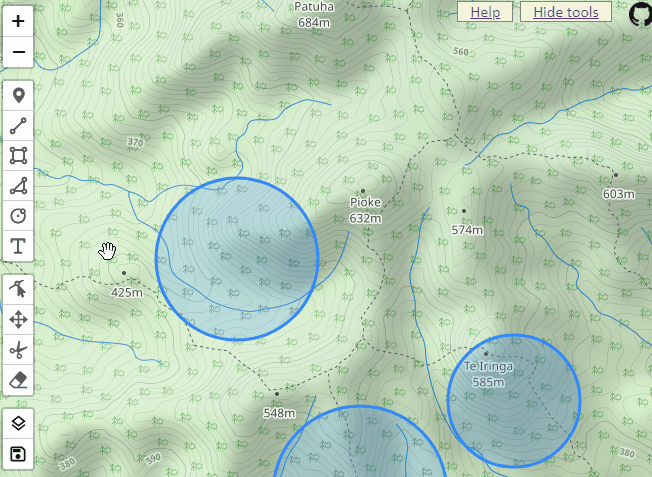 Patuha
684m
Help
Hide tools
+
360
560
−
370
603m
Pioke
632m
574m
T
425m
Te Iringa
585m
548m
380
390
380